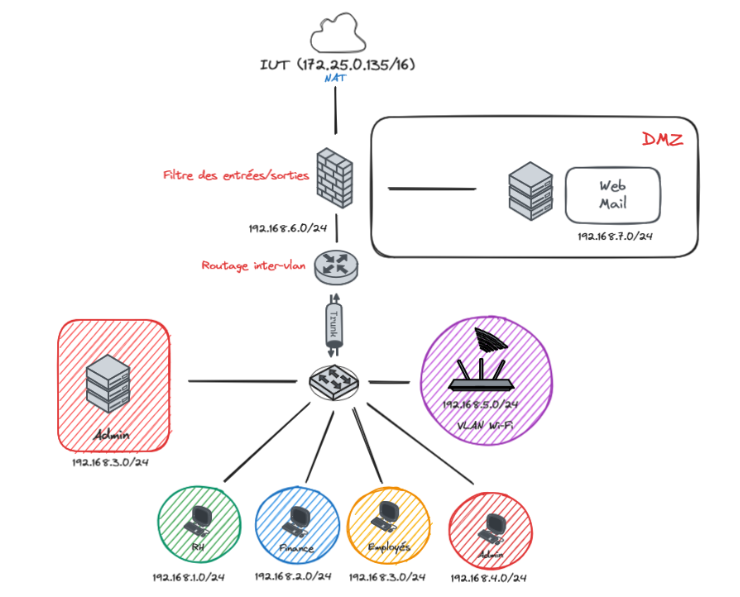 IUT (172.25.0.135/16)
NAT
DMZ
Filtre des entrées/sorties
Web
Mail
192.168.6.0/24
192.168.7.0/24
Routage inter-vlan
Trunk
192.168.5.0/24
VLAN Wi-Fi
Admin
192.168.3.0/24
RH
Finance
Employés
Admin
192.168.1.0/24
192.168.2.0/24
192.168.3.0/24
192.168.4.0/24